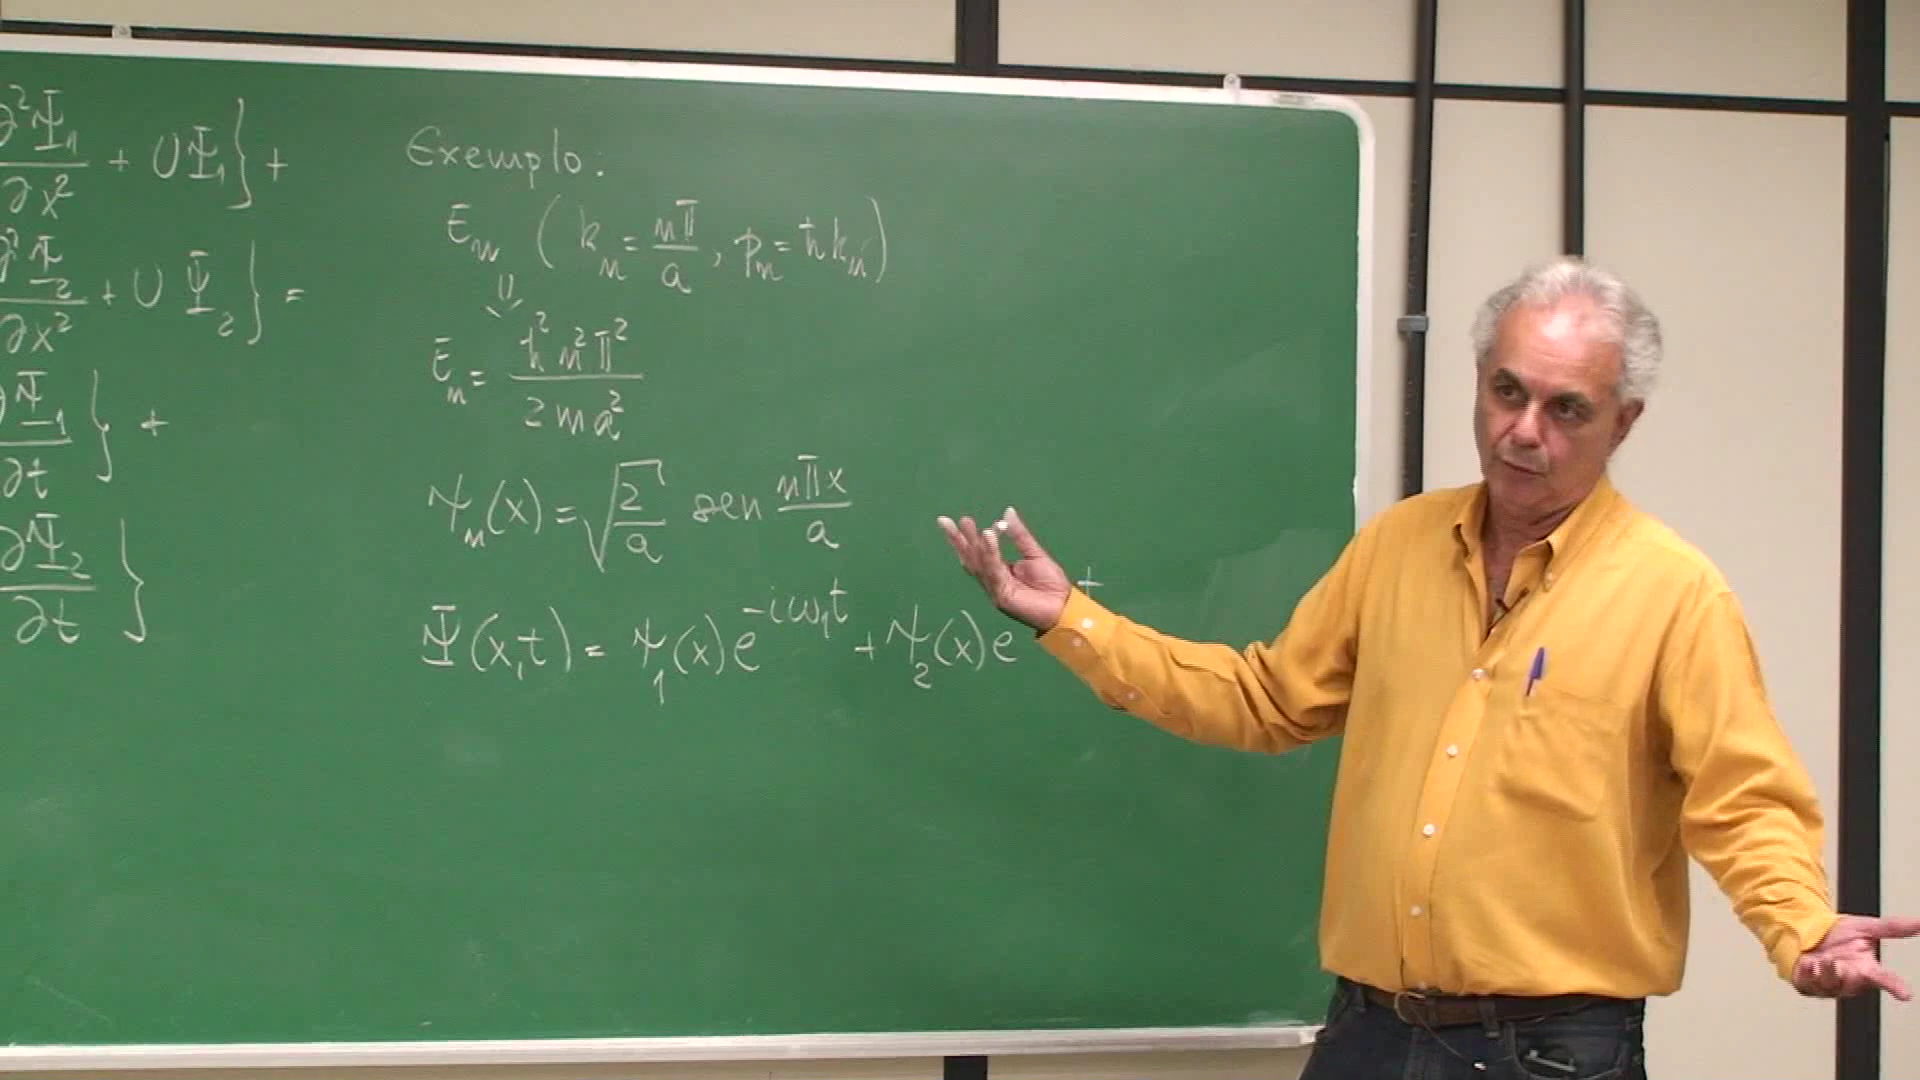 ∂²Ψ₁/∂x² + UΨ₁} +
∂²Ψ₂/∂x² + UΨ₂} =
∂Ψ₁/∂t} +
∂Ψ₂/∂t}
Exemplo:
Eₙ (kₙ = nπ/a, pₙ = ħkₙ)
⇓
Eₙ = ħ²n²π²/2ma²
ψₙ(x) = √(2/a) sen nπx/a
Ψ(x,t) = ψ₁(x)e^(-iω₁t) + ψ₂(x)e t